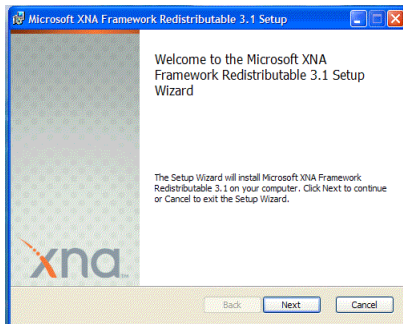 Microsoft XNA Framework Redistributable 3.1 Setup
Welcome to the Microsoft XNA
Framework Redistributable 3.1 Setup
Wizard
The Setup Wizard will install Microsoft XNA Framework
Redistributable 3.1 on your computer. Click Next to continue
or Cancel to exit the Setup Wizard.
xna
Back Next Cancel